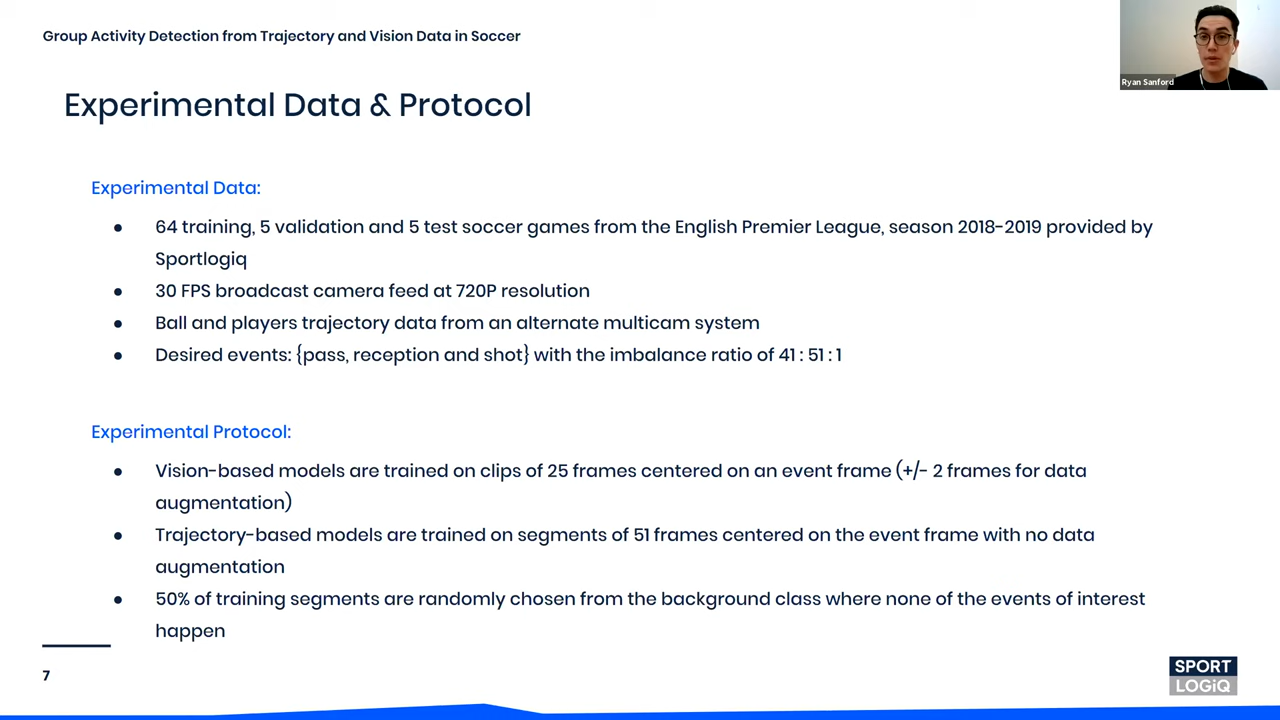 Group Activity Detection from Trajectory and Vision Data in Soccer
Ryan Sanford
Experimental Data & Protocol
Experimental Data:
● 64 training, 5 validation and 5 test soccer games from the English Premier League, season 2018-2019 provided by
Sportlogiq
● 30 FPS broadcast camera feed at 720P resolution
● Ball and players trajectory data from an alternate multicam system
● Desired events: {pass, reception and shot} with the imbalance ratio of 41 : 51 : 1
Experimental Protocol:
● Vision-based models are trained on clips of 25 frames centered on an event frame (+/- 2 frames for data
augmentation)
● Trajectory-based models are trained on segments of 51 frames centered on the event frame with no data
augmentation
● 50% of training segments are randomly chosen from the background class where none of the events of interest
happen
7
SPORT
LOGiQ